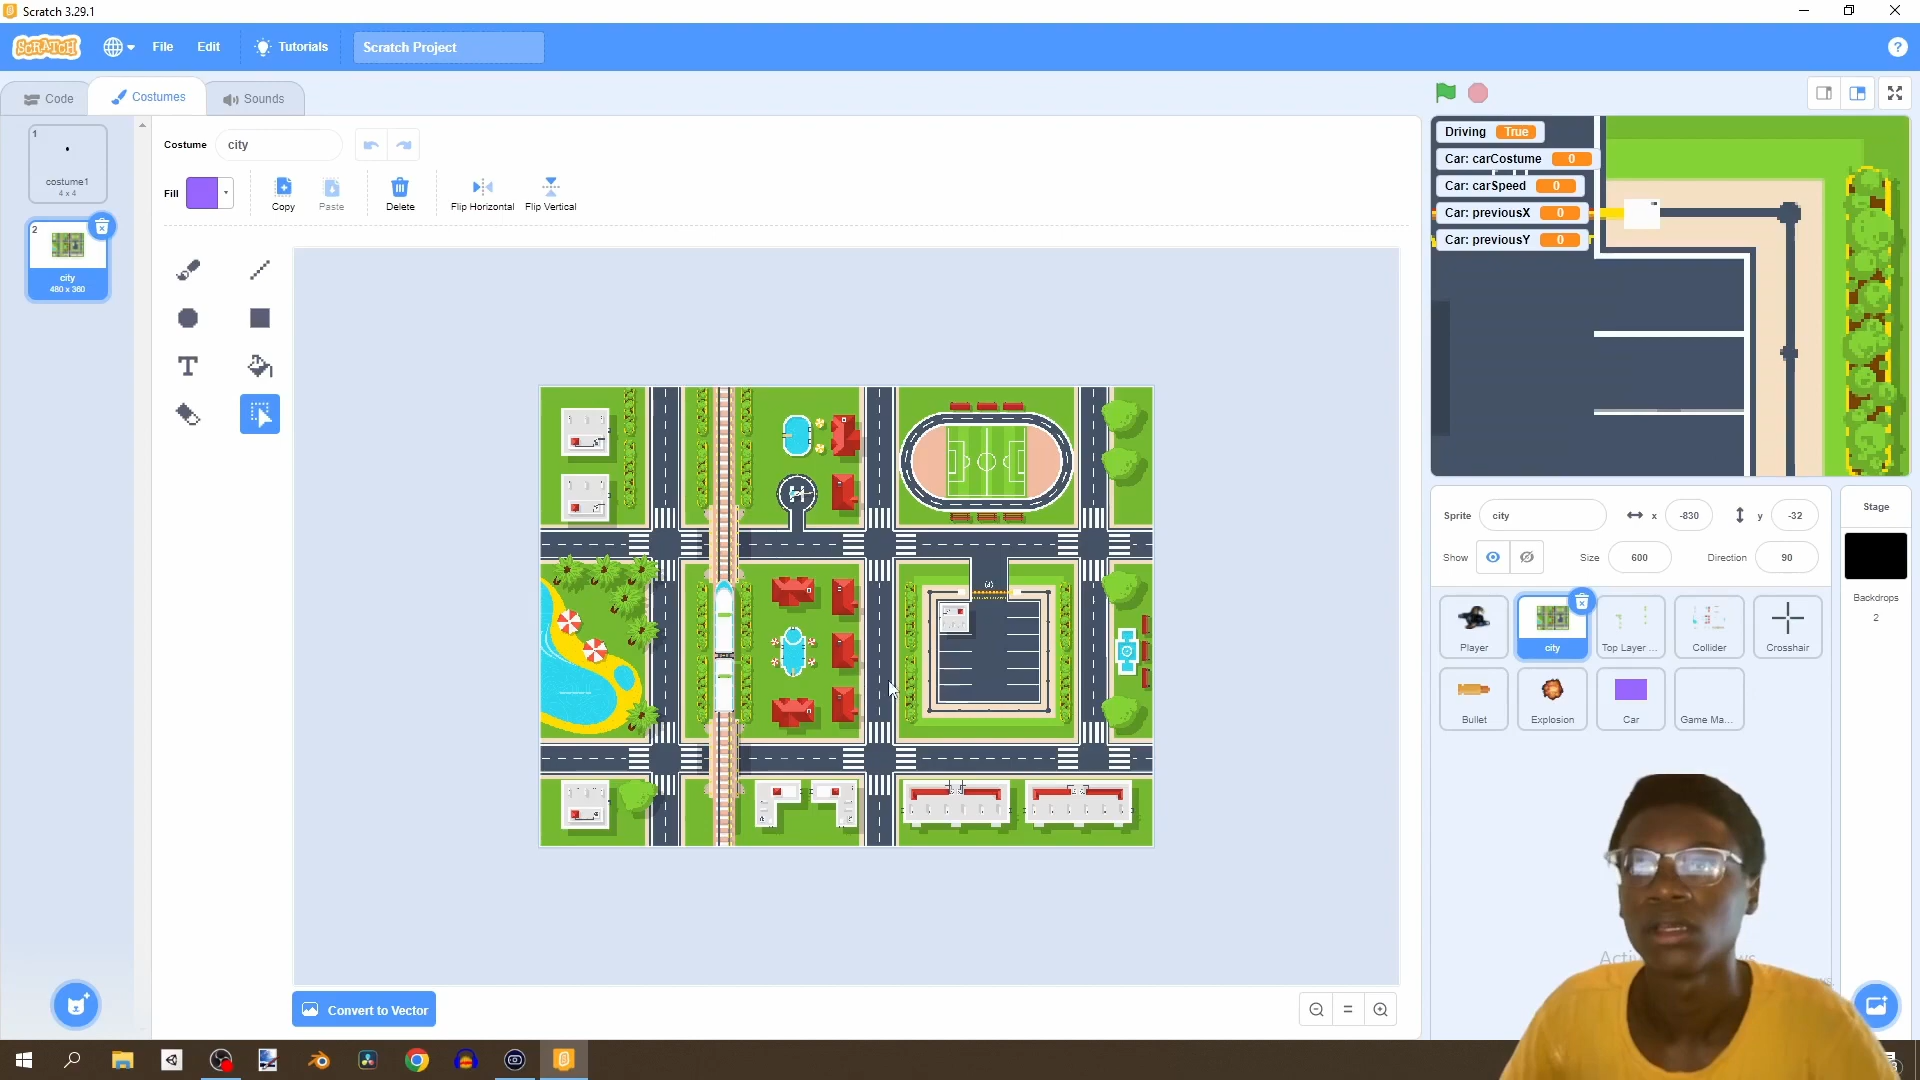 Scratch 3.29.1
SCRATCH
File
Edit
Tutorials
Scratch Project
Code
Costumes
Sounds
1
costume1
4 x 4
2
city
480 x 360
Costume
city
Fill
Copy
Paste
Delete
Flip Horizontal
Flip Vertical
T
H
Convert to Vector
Driving True
Car: carCostume 0
Car: carSpeed 0
Car: previousX 0
Car: previousY 0
Sprite city x -830 y -32
Show Size 600 Direction 90
Player
city
Top Layer ...
Collider
Crosshair
Bullet
Explosion
Car
Game Ma...
Stage
Backdrops
2